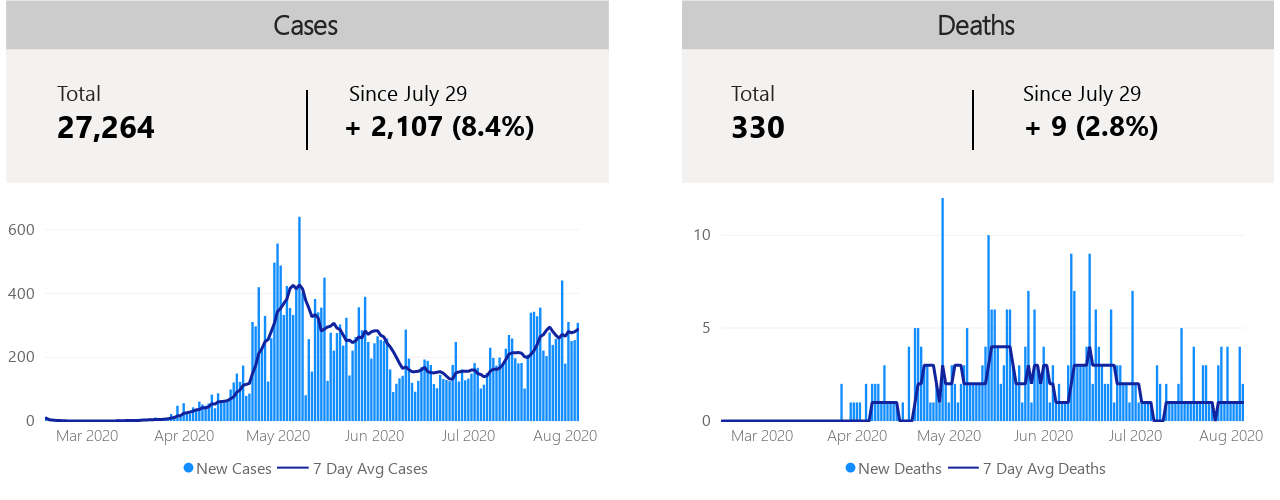 Cases
Total
27,264
Since July 29
+ 2,107 (8.4%)
600
400
200
0
Mar 2020 Apr 2020 May 2020 Jun 2020 Jul 2020 Aug 2020
New Cases 7 Day Avg Cases
Deaths
Total
330
Since July 29
+ 9 (2.8%)
10
5
0
Mar 2020 Apr 2020 May 2020 Jun 2020 Jul 2020 Aug 2020
New Deaths 7 Day Avg Deaths